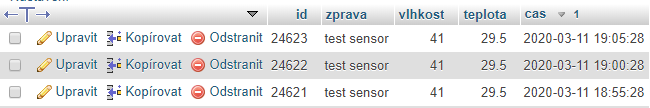 id zprava vlhkost teplota cas 1
Upravit Kopírovat Odstranit 24623 test sensor 41 29.5 2020-03-11 19:05:28
Upravit Kopírovat Odstranit 24622 test sensor 41 29.5 2020-03-11 19:00:28
Upravit Kopírovat Odstranit 24621 test sensor 41 29.5 2020-03-11 18:55:28